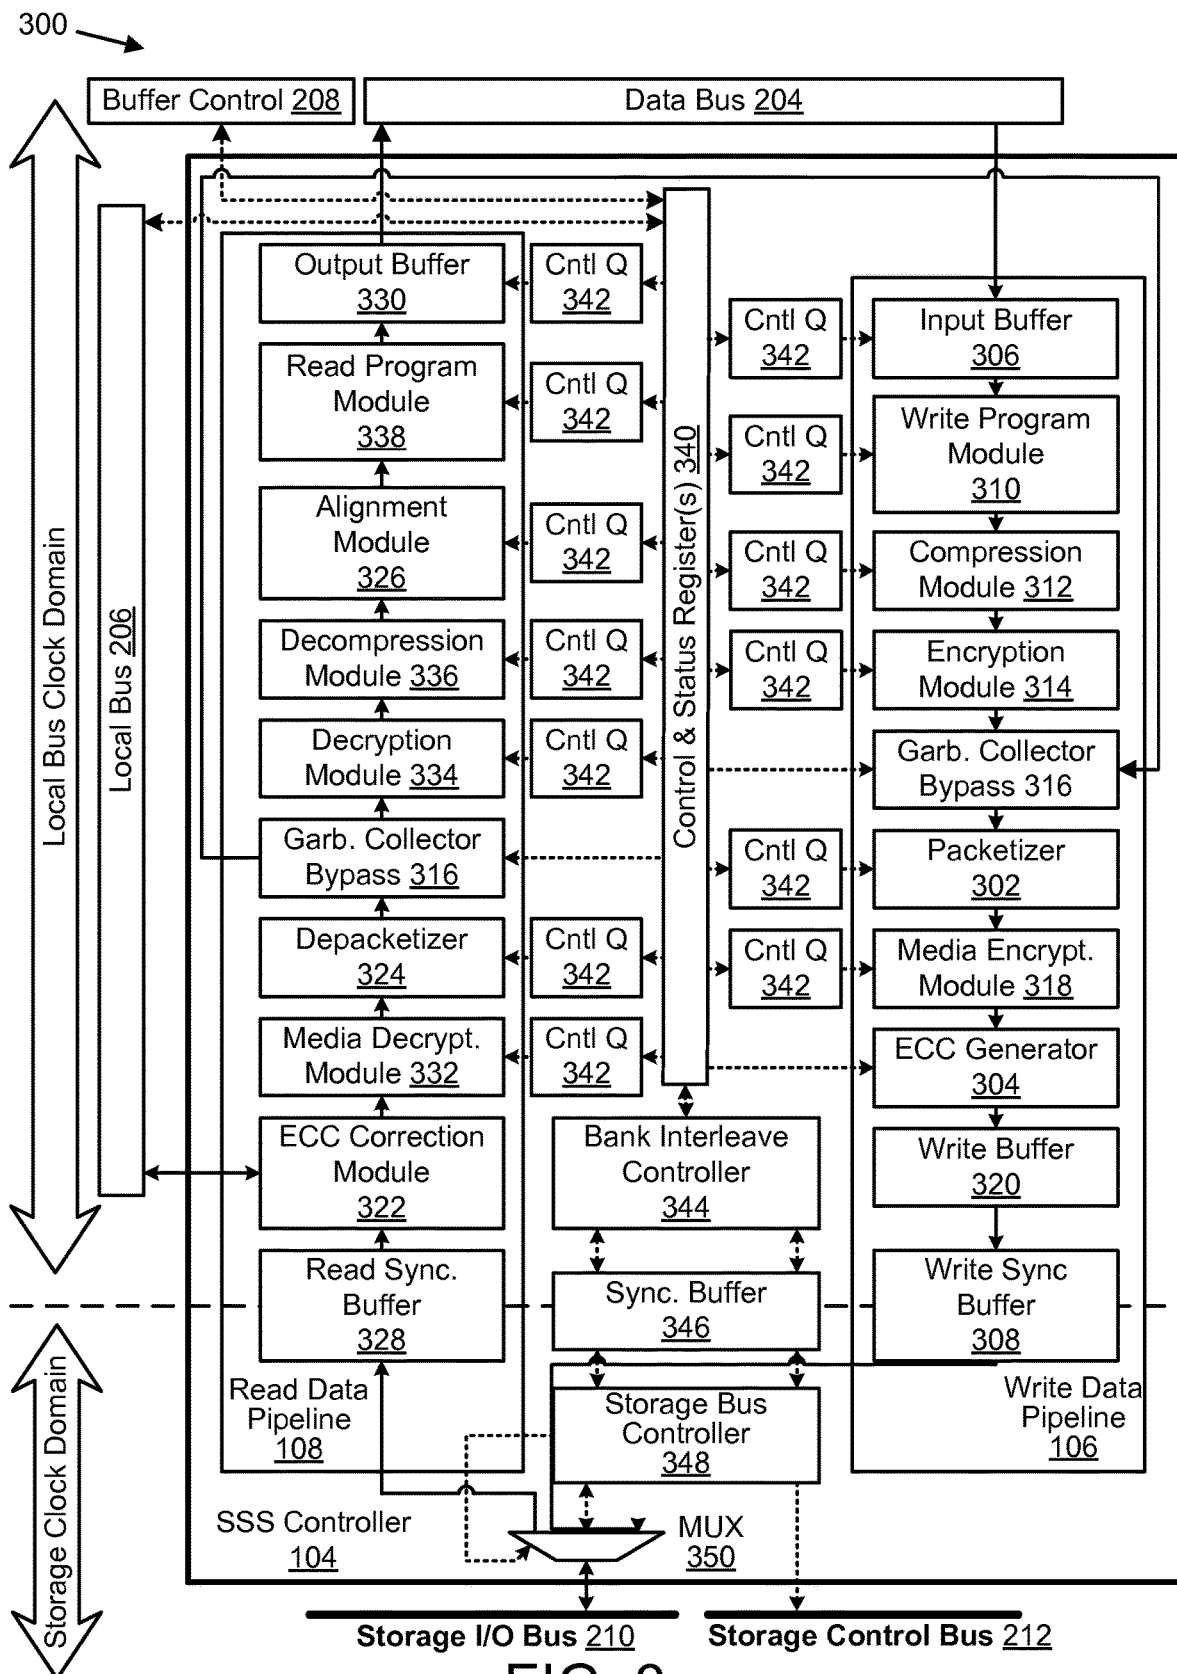 300
Buffer Control 208
Data Bus 204
Local Bus Clock Domain
Local Bus 206
Output Buffer
330
Cntl Q
342
Read Program
Module
338
Cntl Q
342
Alignment
Module
326
Cntl Q
342
Decompression
Module 336
Cntl Q
342
Decryption
Module 334
Cntl Q
342
Garb. Collector
Bypass 316
Depacketizer
324
Cntl Q
342
Media Decrypt.
Module 332
Cntl Q
342
ECC Correction
Module
322
Read Sync.
Buffer
328
Read Data
Pipeline
108
Control & Status Register(s) 340
Cntl Q
342
Input Buffer
306
Cntl Q
342
Write Program
Module
310
Cntl Q
342
Compression
Module 312
Cntl Q
342
Encryption
Module 314
Garb. Collector
Bypass 316
Cntl Q
342
Packetizer
302
Cntl Q
342
Media Encrypt.
Module 318
ECC Generator
304
Write Buffer
320
Write Sync
Buffer
308
Write Data
Pipeline
106
Bank Interleave
Controller
344
Sync. Buffer
346
Storage Bus
Controller
348
Storage Clock Domain
SSS Controller
104
MUX
350
Storage I/O Bus 210
Storage Control Bus 212